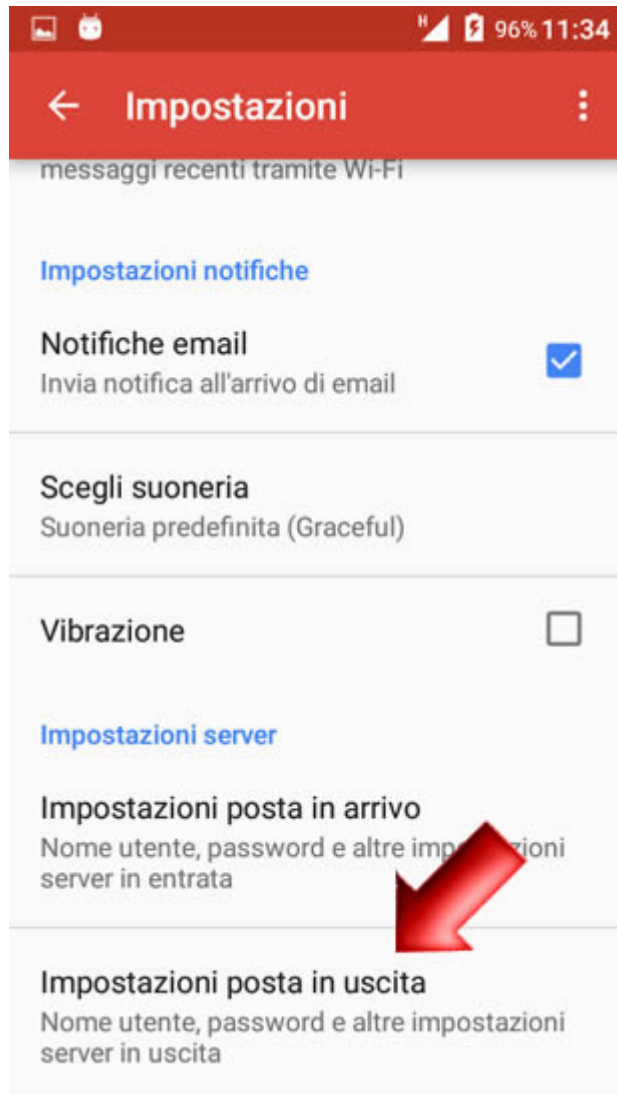 H 96% 11:34
Impostazioni
messaggi recenti tramite Wi-Fi
Impostazioni notifiche
Notifiche email
Invia notifica all'arrivo di email
Scegli suoneria
Suoneria predefinita (Graceful)
Vibrazione
Impostazioni server
Impostazioni posta in arrivo
Nome utente, password e altre imp zioni
server in entrata
Impostazioni posta in uscita
Nome utente, password e altre impostazioni
server in uscita